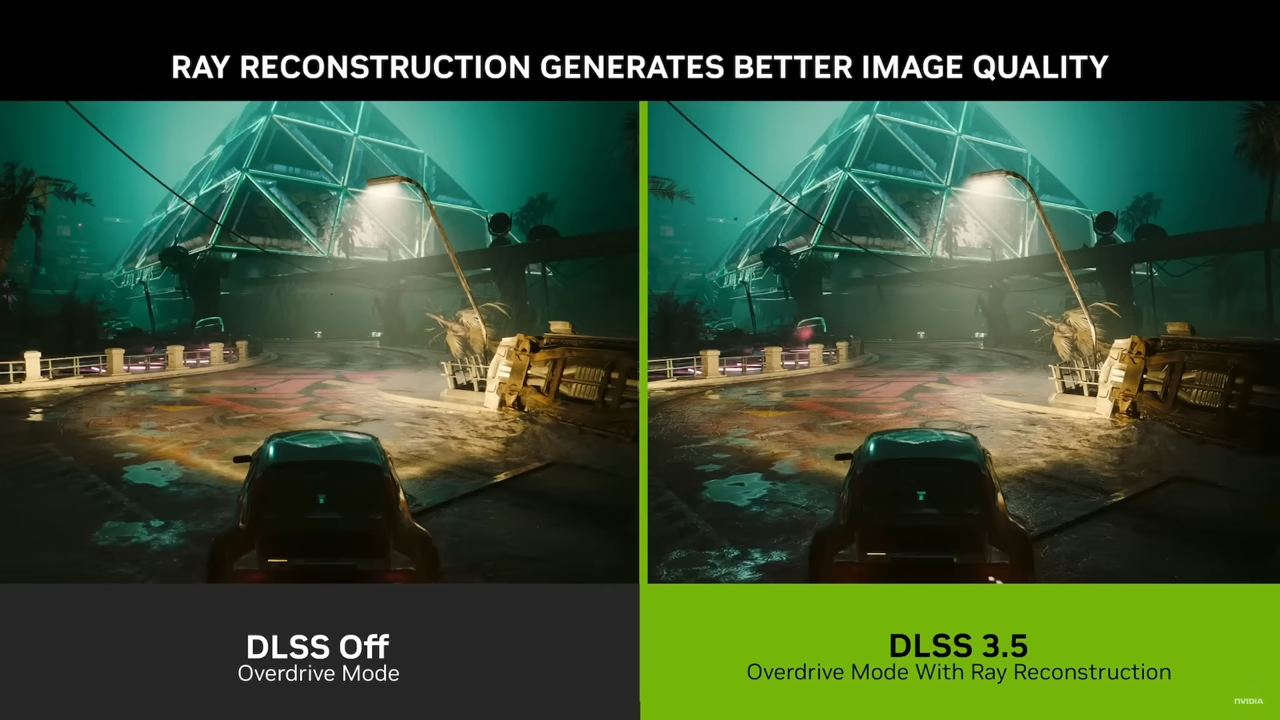 RAY RECONSTRUCTION GENERATES BETTER IMAGE QUALITY
DLSS Off
Overdrive Mode
DLSS 3.5
Overdrive Mode With Ray Reconstruction
NVIDIA